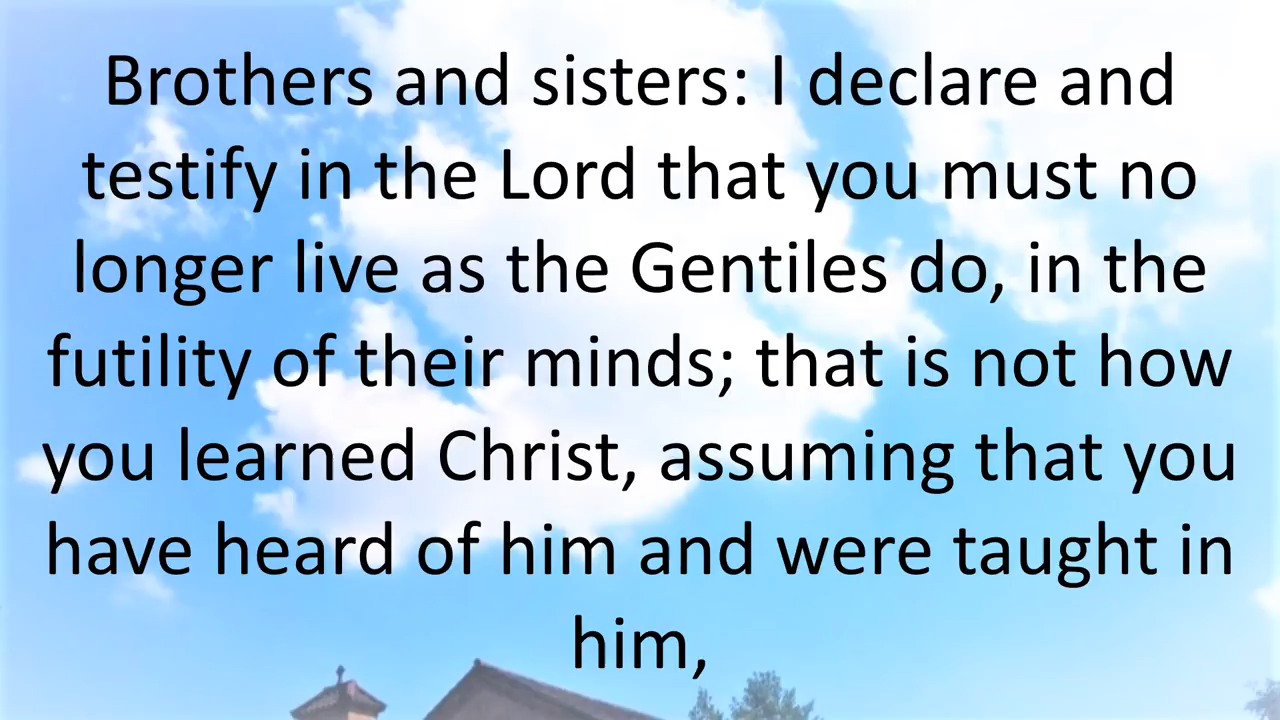 Brothers and sisters: I declare and
testify in the Lord that you must no
longer live as the Gentiles do, in the
futility of their minds; that is not how
you learned Christ, assuming that you
have heard of him and were taught in
him,